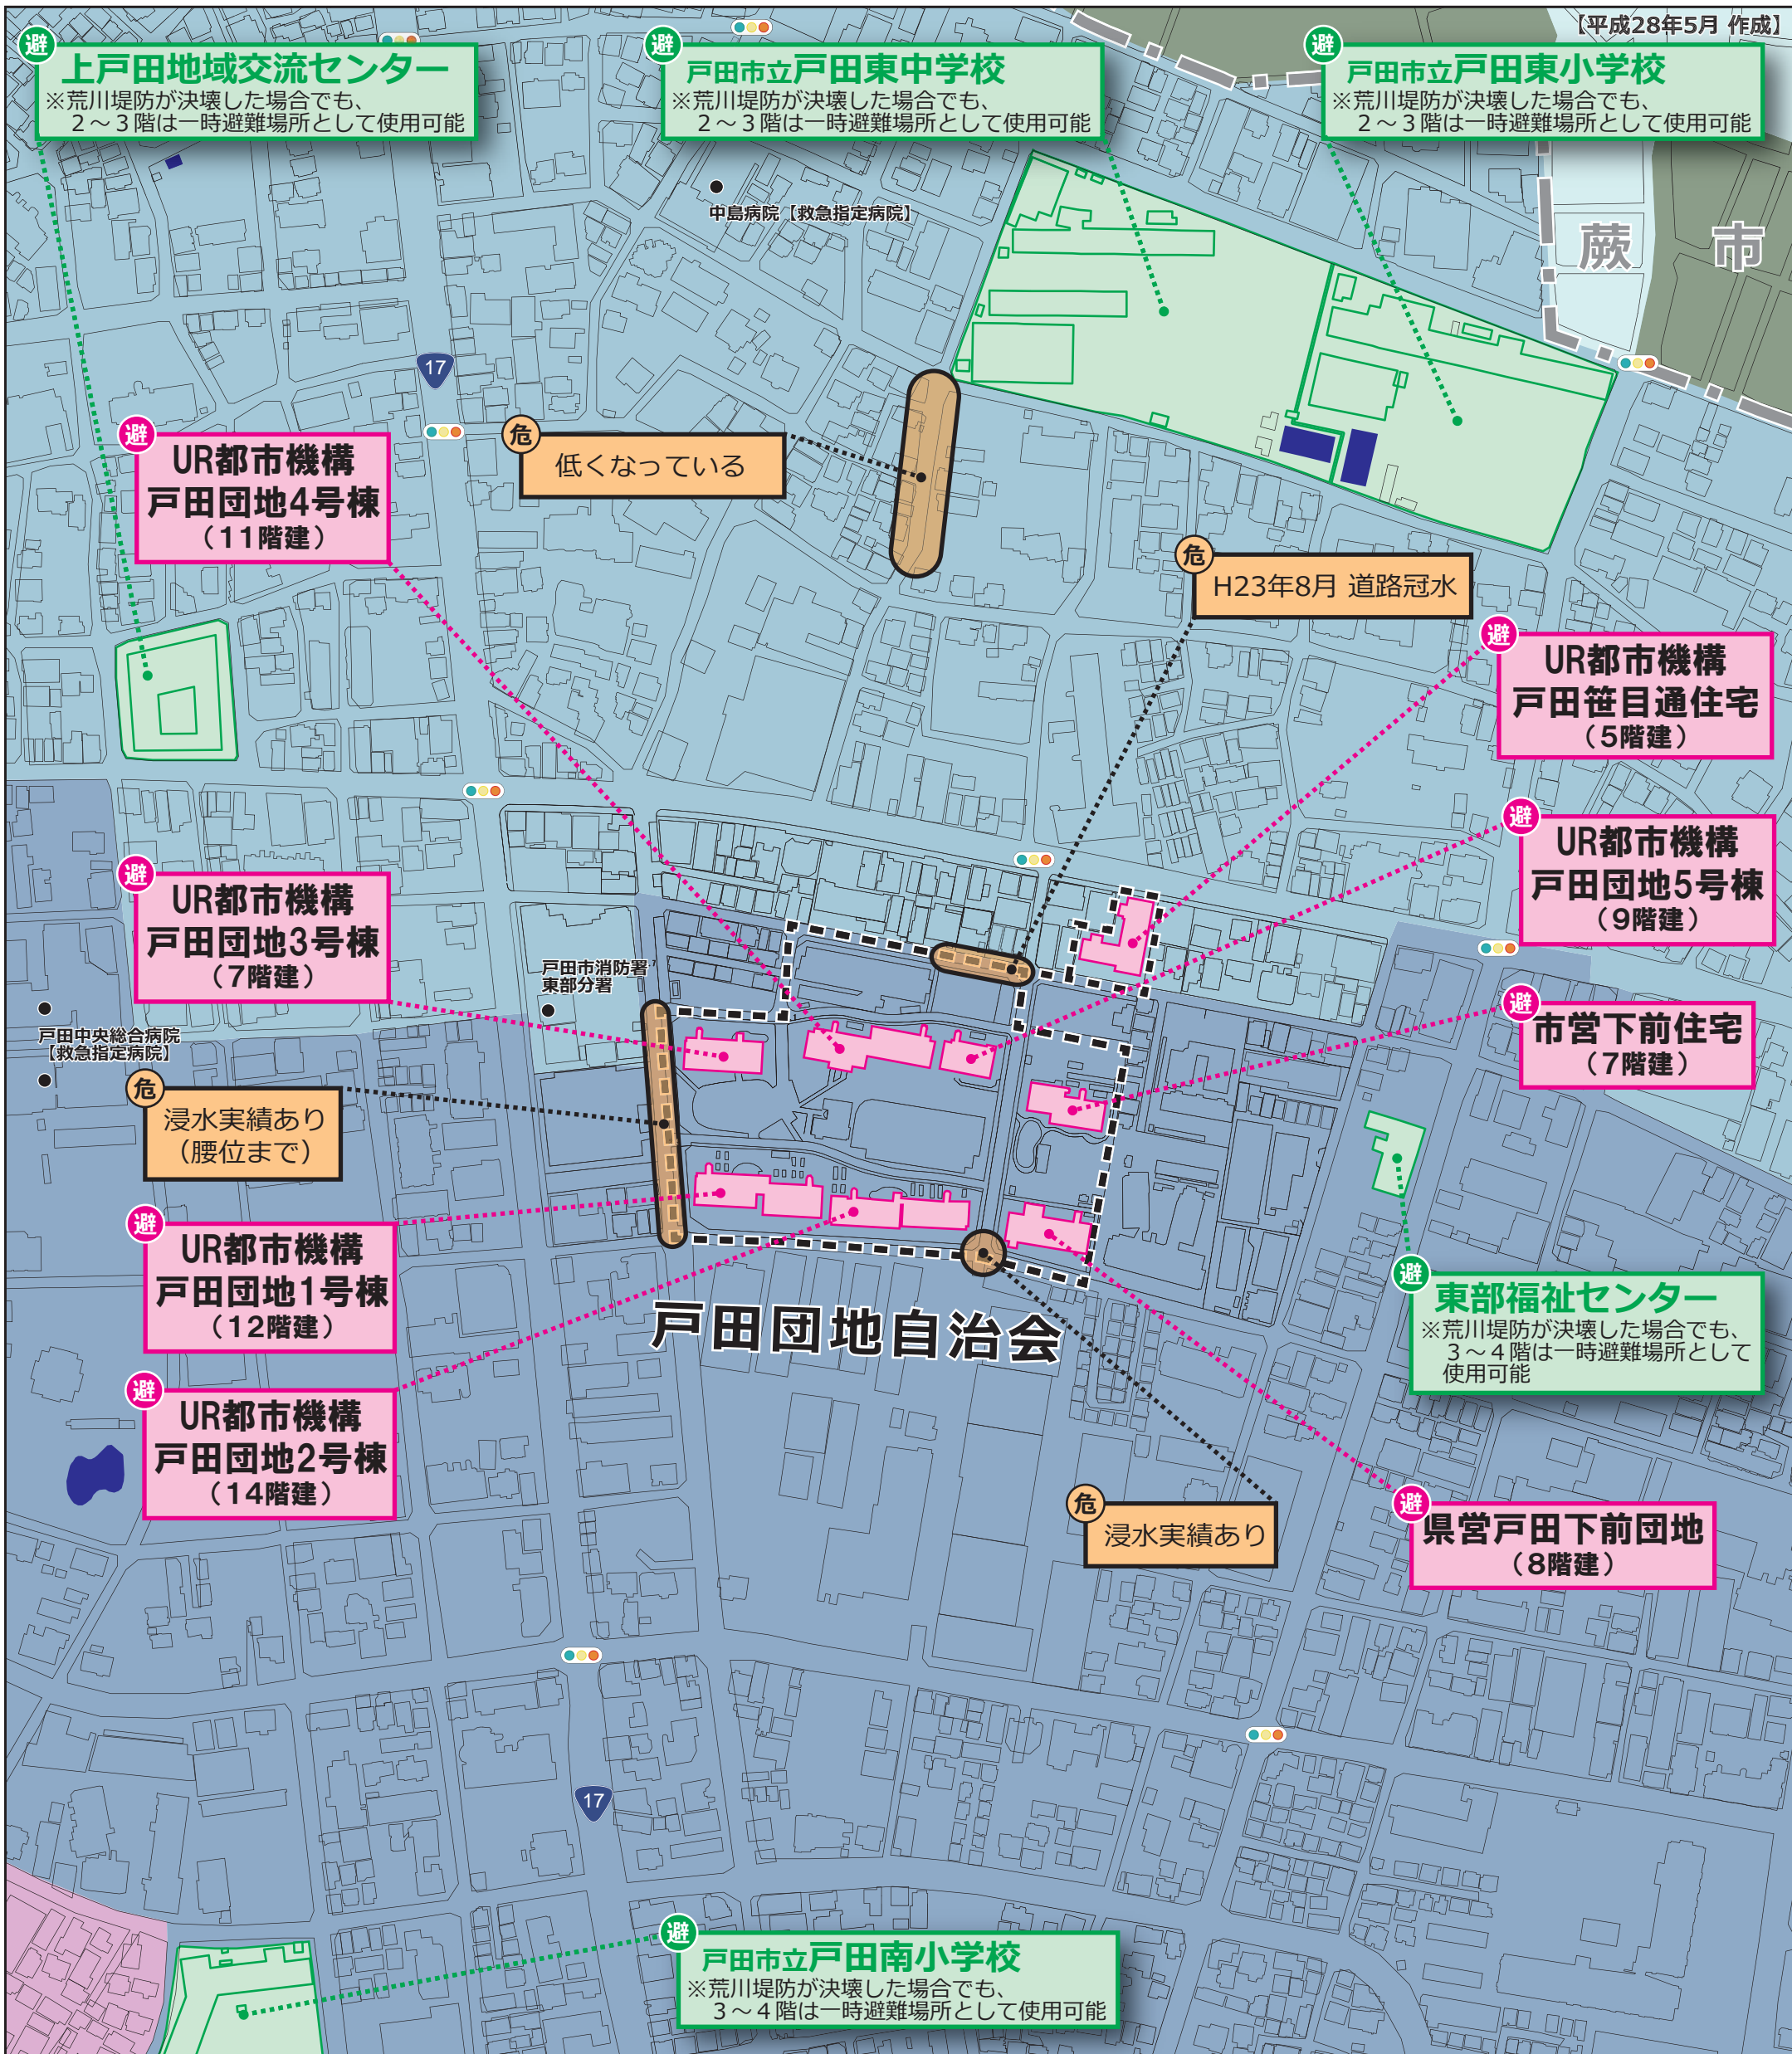 【平成28年5月 作成】
避
上戸田地域交流センター
※荒川堤防が決壊した場合でも、
2～3階は一時避難場所として使用可能
避
戸田市立戸田東中学校
※荒川堤防が決壊した場合でも、
2～3階は一時避難場所として使用可能
避
戸田市立戸田東小学校
※荒川堤防が決壊した場合でも、
2～3階は一時避難場所として使用可能
中島病院【救急指定病院】
蕨 市
17
避
UR都市機構
戸田団地4号棟
（11階建）
危
低くなっている
危
H23年8月 道路冠水
避
UR都市機構
戸田笹目通住宅
（5階建）
避
UR都市機構
戸田団地5号棟
（9階建）
避
UR都市機構
戸田団地3号棟
（7階建）
戸田市消防署
東部分署
避
市営下前住宅
（7階建）
戸田中央総合病院
【救急指定病院】
危
浸水実績あり
（腰位まで）
避
UR都市機構
戸田団地1号棟
（12階建）
戸田団地自治会
避
東部福祉センター
※荒川堤防が決壊した場合でも、
3～4階は一時避難場所として
使用可能
避
UR都市機構
戸田団地2号棟
（14階建）
危
浸水実績あり
避
県営戸田下前団地
（8階建）
17
避
戸田市立戸田南小学校
※荒川堤防が決壊した場合でも、
3～4階は一時避難場所として使用可能